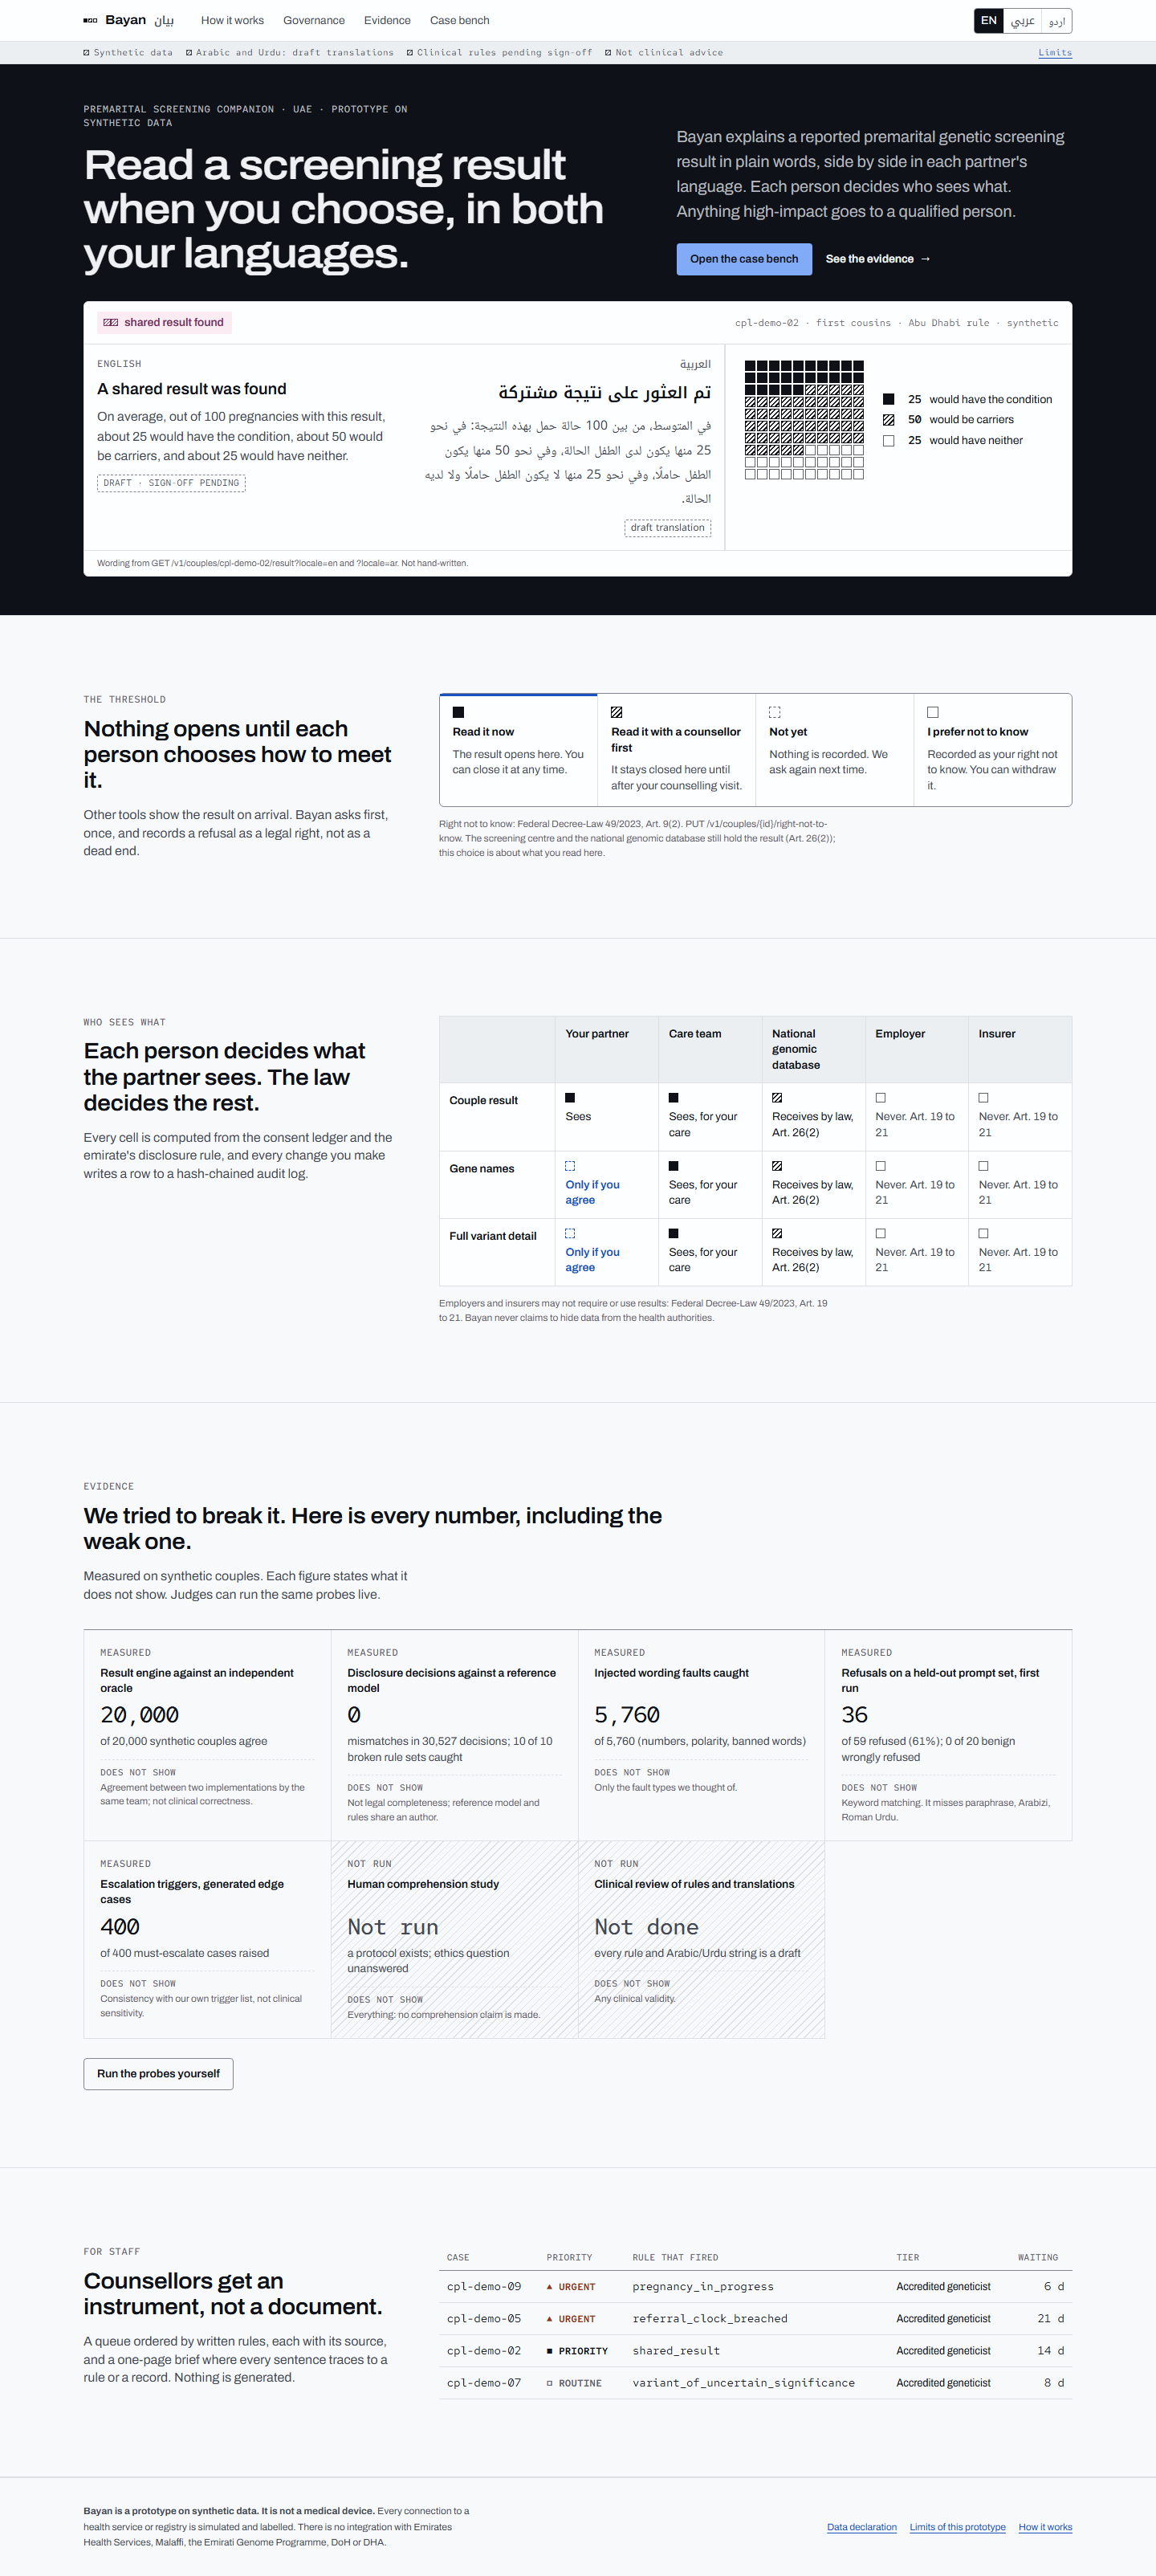 Bayan بيان
How it works
Governance
Evidence
Case bench
EN
عربي
اردو
Synthetic data
Arabic and Urdu: draft translations
Clinical rules pending sign-off
Not clinical advice
Limits
PREMARITAL SCREENING COMPANION · UAE · PROTOTYPE ON
SYNTHETIC DATA
Read a screening result
when you choose, in both
your languages.
Bayan explains a reported premarital genetic screening
result in plain words, side by side in each partner's
language. Each person decides who sees what.
Anything high-impact goes to a qualified person.
Open the case bench
See the evidence →
shared result found
cpl-demo-02 · first cousins · Abu Dhabi rule · synthetic
ENGLISH
A shared result was found
On average, out of 100 pregnancies with this result,
about 25 would have the condition, about 50 would
be carriers, and about 25 would have neither.
DRAFT · SIGN-OFF PENDING
العربية
تم العثور على نتيجة مشتركة
في المتوسط، من بين 100 حالة حمل بهذه النتيجة: في نحو
25 منها يكون لدى الطفل الحالة، وفي نحو 50 منها يكون
الطفل حاملًا، وفي نحو 25 منها لا يكون الطفل حاملًا ولا لديه
الحالة.
draft translation
25 would have the condition
50 would be carriers
25 would have neither
Wording from GET /v1/couples/cpl-demo-02/result?locale=en and ?locale=ar. Not hand-written.
THE THRESHOLD
Nothing opens until each
person chooses how to meet
it.
Other tools show the result on arrival. Bayan asks first,
once, and records a refusal as a legal right, not as a
dead end.
Read it now
The result opens here. You
can close it at any time.
Read it with a counsellor
first
It stays closed here until
after your counselling visit.
Not yet
Nothing is recorded. We
ask again next time.
I prefer not to know
Recorded as your right not
to know. You can withdraw
it.
Right not to know: Federal Decree-Law 49/2023, Art. 9(2). PUT /v1/couples/{id}/right-not-to-
know. The screening centre and the national genomic database still hold the result (Art. 26(2));
this choice is about what you read here.
WHO SEES WHAT
Each person decides what
the partner sees. The law
decides the rest.
Every cell is computed from the consent ledger and the
emirate's disclosure rule, and every change you make
writes a row to a hash-chained audit log.
Your partner
Care team
National
genomic
database
Employer
Insurer
Couple result
Sees
Sees, for your
care
Receives by law,
Art. 26(2)
Never. Art. 19 to
21
Never. Art. 19 to
21
Gene names
Only if you
agree
Sees, for your
care
Receives by law,
Art. 26(2)
Never. Art. 19 to
21
Never. Art. 19 to
21
Full variant detail
Only if you
agree
Sees, for your
care
Receives by law,
Art. 26(2)
Never. Art. 19 to
21
Never. Art. 19 to
21
Employers and insurers may not require or use results: Federal Decree-Law 49/2023, Art. 19
to 21. Bayan never claims to hide data from the health authorities.
EVIDENCE
We tried to break it. Here is every number, including the
weak one.
Measured on synthetic couples. Each figure states what it
does not show. Judges can run the same probes live.
MEASURED
Result engine against an independent
oracle
20,000
of 20,000 synthetic couples agree
DOES NOT SHOW
Agreement between two implementations by the
same team; not clinical correctness.
MEASURED
Disclosure decisions against a reference
model
0
mismatches in 30,527 decisions; 10 of 10
broken rule sets caught
DOES NOT SHOW
Not legal completeness; reference model and
rules share an author.
MEASURED
Injected wording faults caught
5,760
of 5,760 (numbers, polarity, banned words)
DOES NOT SHOW
Only the fault types we thought of.
MEASURED
Refusals on a held-out prompt set, first
run
36
of 59 refused (61%); 0 of 20 benign
wrongly refused
DOES NOT SHOW
Keyword matching. It misses paraphrase, Arabizi,
Roman Urdu.
MEASURED
Escalation triggers, generated edge
cases
400
of 400 must-escalate cases raised
DOES NOT SHOW
Consistency with our own trigger list, not clinical
sensitivity.
NOT RUN
Human comprehension study
Not run
a protocol exists; ethics question
unanswered
DOES NOT SHOW
Everything: no comprehension claim is made.
NOT RUN
Clinical review of rules and translations
Not done
every rule and Arabic/Urdu string is a draft
DOES NOT SHOW
Any clinical validity.
Run the probes yourself
FOR STAFF
Counsellors get an
instrument, not a document.
A queue ordered by written rules, each with its source,
and a one-page brief where every sentence traces to a
rule or a record. Nothing is generated.
CASE PRIORITY RULE THAT FIRED TIER WAITING
cpl-demo-09 ▲ URGENT pregnancy_in_progress Accredited geneticist 6 d
cpl-demo-05 ▲ URGENT referral_clock_breached Accredited geneticist 21 d
cpl-demo-02 ■ PRIORITY shared_result Accredited geneticist 14 d
cpl-demo-07 □ ROUTINE variant_of_uncertain_significance Accredited geneticist 8 d
Bayan is a prototype on synthetic data. It is not a medical device. Every connection to a
health service or registry is simulated and labelled. There is no integration with Emirates
Health Services, Malaffi, the Emirati Genome Programme, DoH or DHA.
Data declaration
Limits of this prototype
How it works